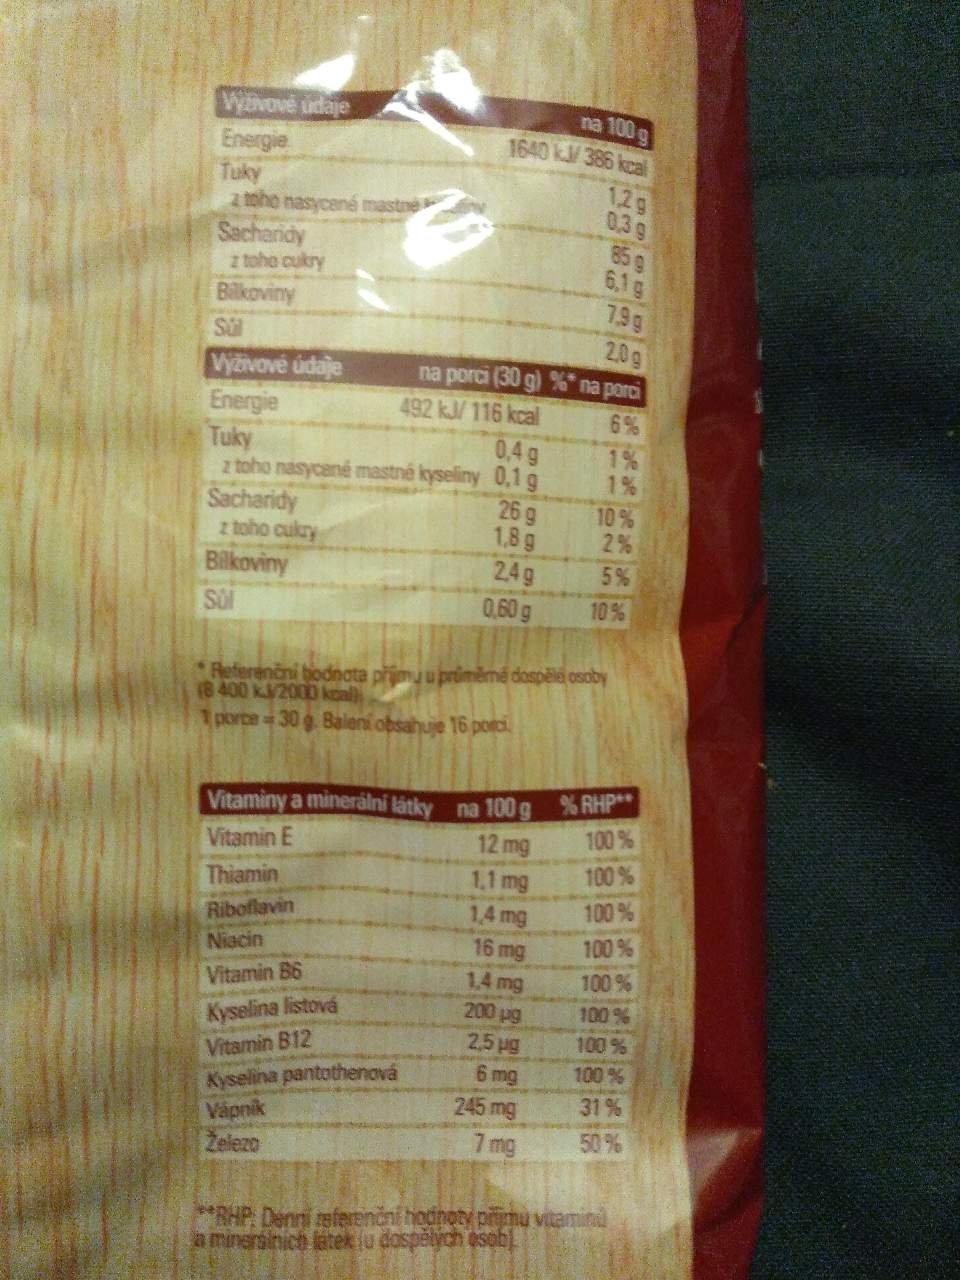 Výživové údaje na 100 g
Energie 1640 kJ/ 386 kcal
Tuky 1,2 g
z toho nasycené mastné 0,3 g
Sacharidy 85 g
z toho cukry 6,1 g
Bílkoviny 7,9 g
Sůl 2,0 g
Výživové údaje na porci (30 g) %* na porci
Energie 492 kJ/ 116 kcal 6 %
Tuky 0,4 g 1 %
z toho nasycené mastné kyseliny 0,1 g 1 %
Sacharidy 26 g 10 %
z toho cukry 1,8 g 2 %
Bílkoviny 2,4 g 5 %
Sůl 0,60 g 10 %
* Referenční hodnota příjmu u průměrné dospělé osoby
(8 400 kJ/2000 kcal)
1 porce = 30 g. Balení obsahuje 16 porcí.
Vitaminy a minerální látky na 100 g % RHP**
Vitamin E 12 mg 100 %
Thiamin 1,1 mg 100 %
Riboflavin 1,4 mg 100 %
Niacin 16 mg 100 %
Vitamin B6 1,4 mg 100 %
Kyselina listová 200 µg 100 %
Vitamin B12 2,5 µg 100 %
Kyselina pantothenová 6 mg 100 %
Vápník 245 mg 31 %
Železo 7 mg 50 %
**RHP: Denní referenční hodnoty příjmu vitaminů
a minerálních látek (u dospělých osob).